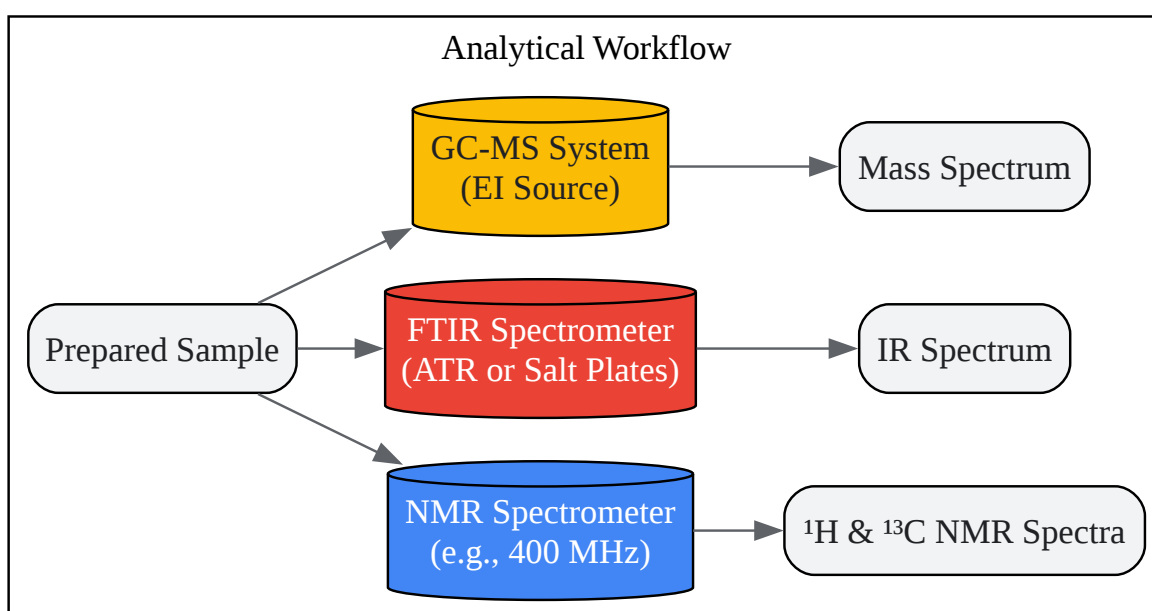 Analytical Workflow
GC-MS System
(EI Source)
Mass Spectrum
Prepared Sample
FTIR Spectrometer
(ATR or Salt Plates)
IR Spectrum
NMR Spectrometer
(e.g., 400 MHz)
¹H & ¹³C NMR Spectra